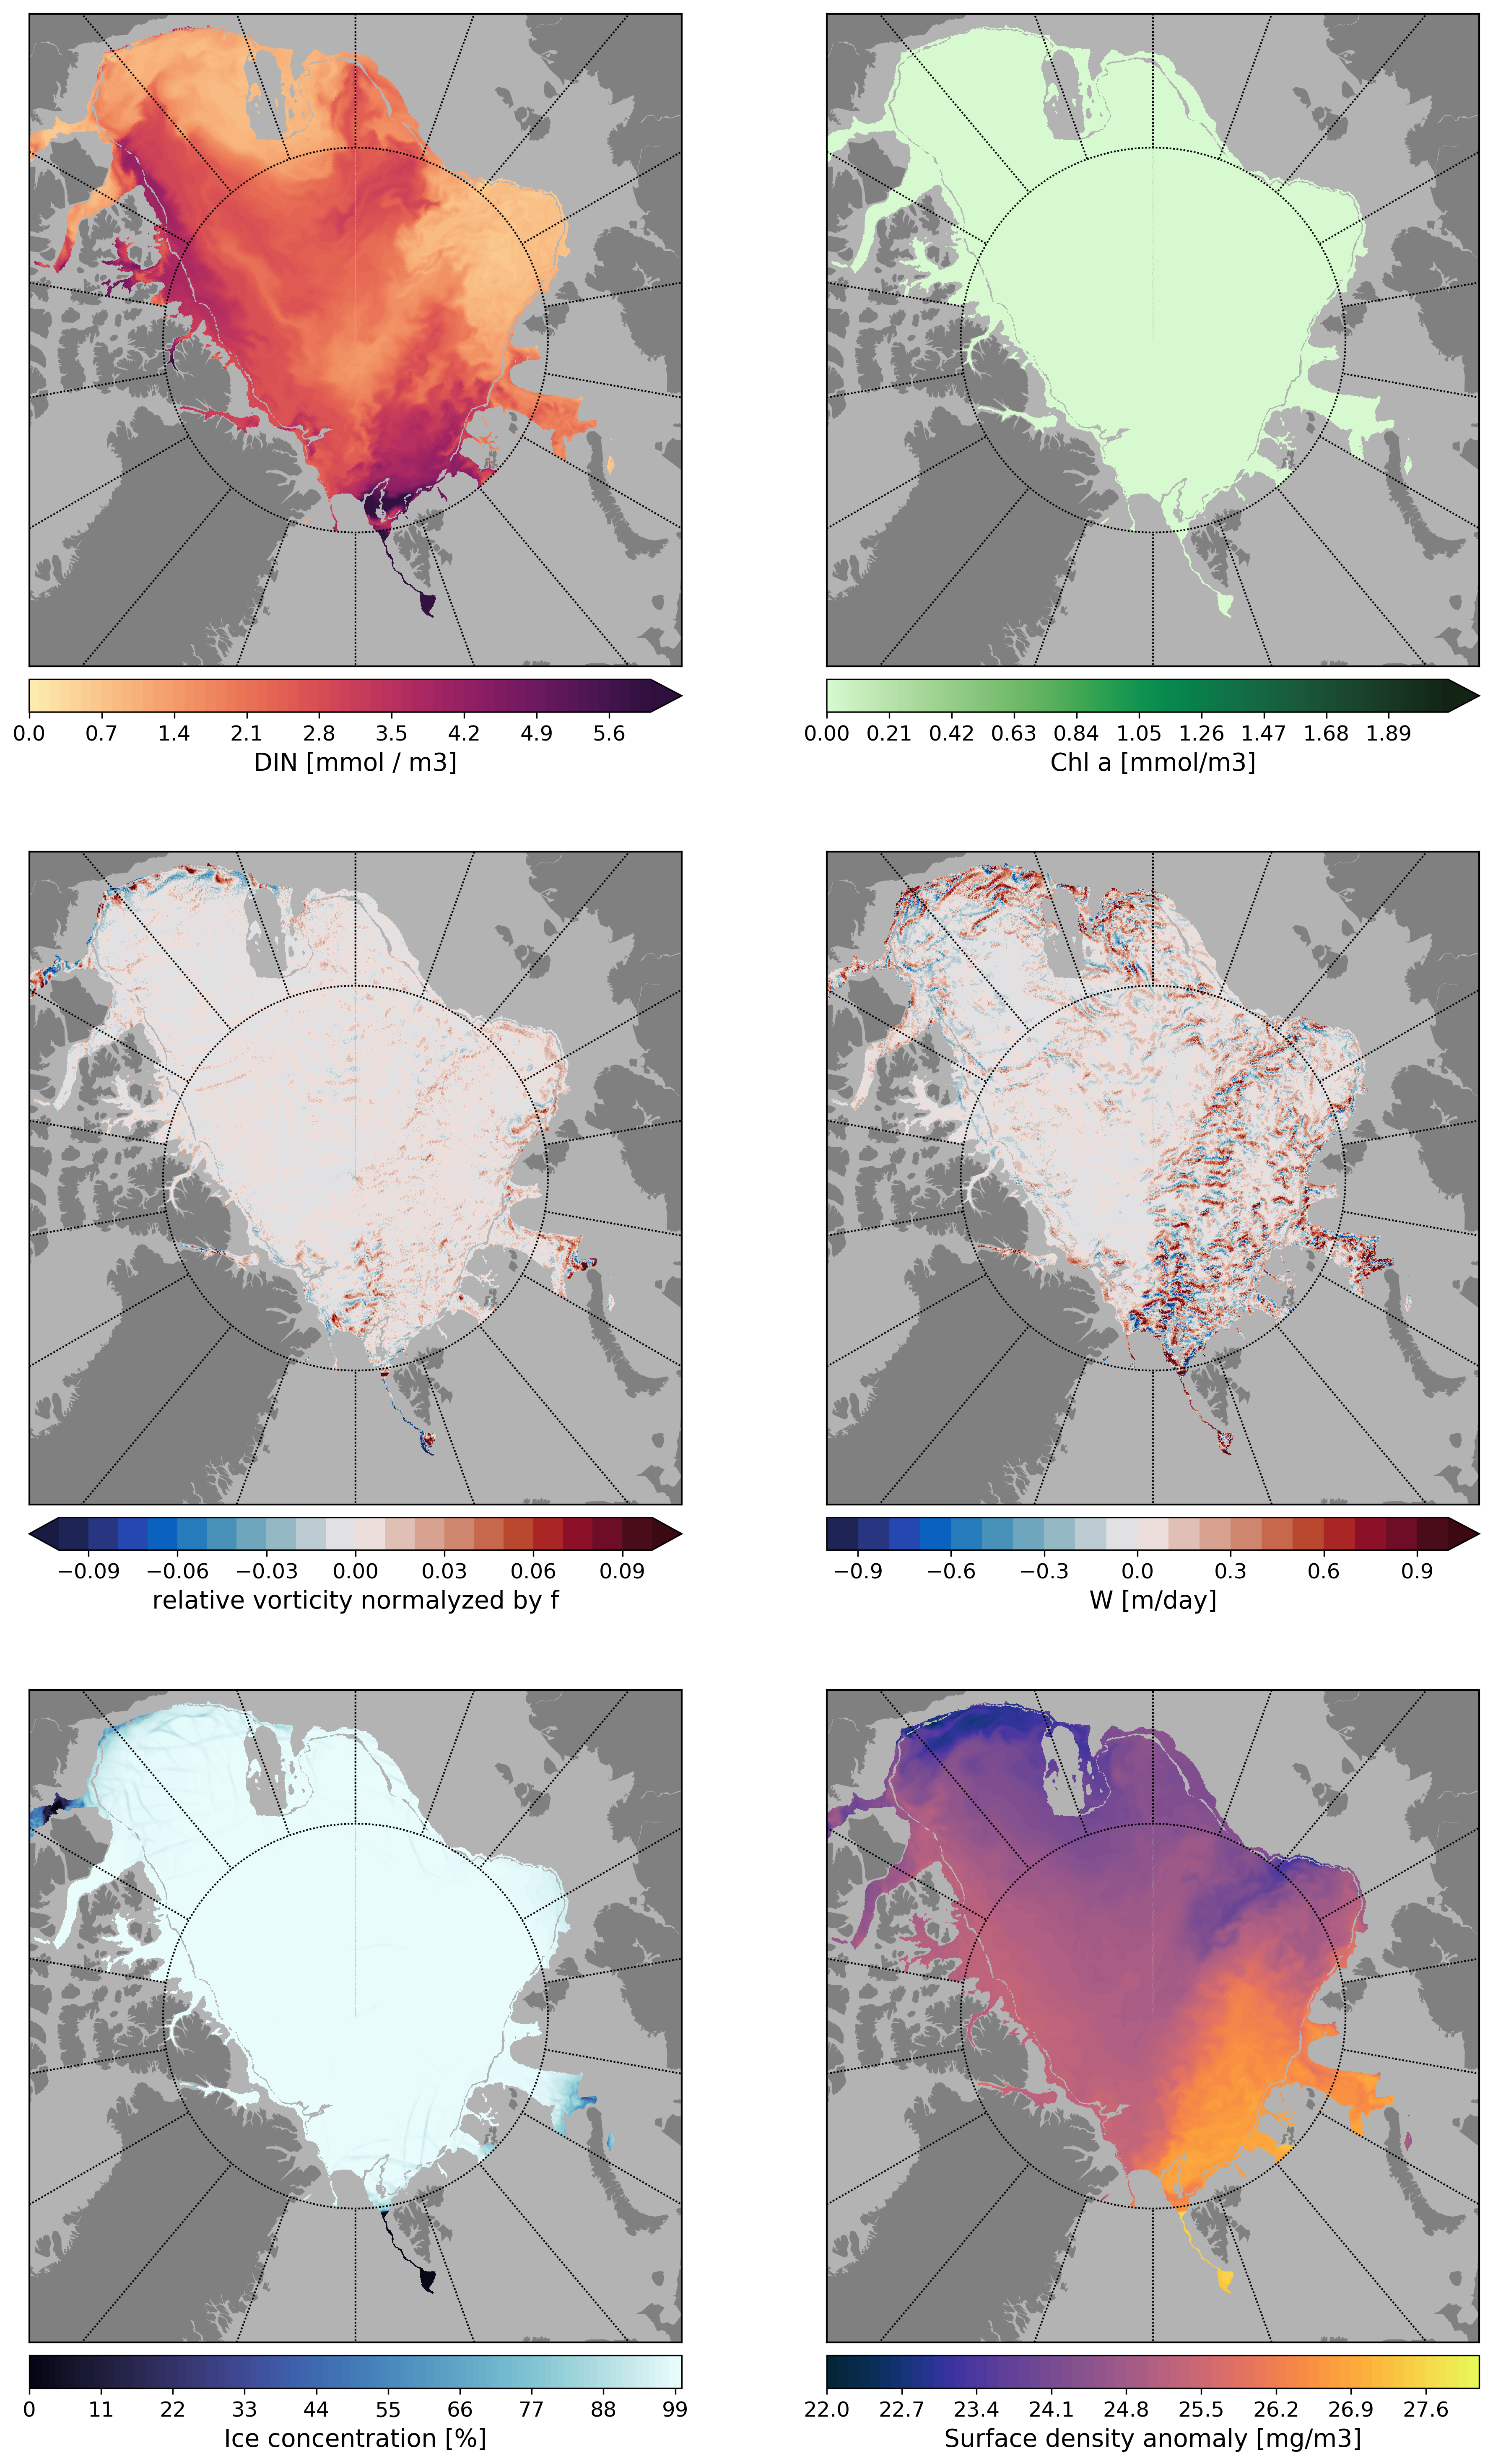 0.0 0.7 1.4 2.1 2.8 3.5 4.2 4.9 5.6
DIN [mmol / m3]
0.00 0.21 0.42 0.63 0.84 1.05 1.26 1.47 1.68 1.89
Chl a [mmol/m3]
−0.09 −0.06 −0.03 0.00 0.03 0.06 0.09
relative vorticity normalyzed by f
−0.9 −0.6 −0.3 0.0 0.3 0.6 0.9
W [m/day]
0 11 22 33 44 55 66 77 88 99
Ice concentration [%]
22.0 22.7 23.4 24.1 24.8 25.5 26.2 26.9 27.6
Surface density anomaly [mg/m3]